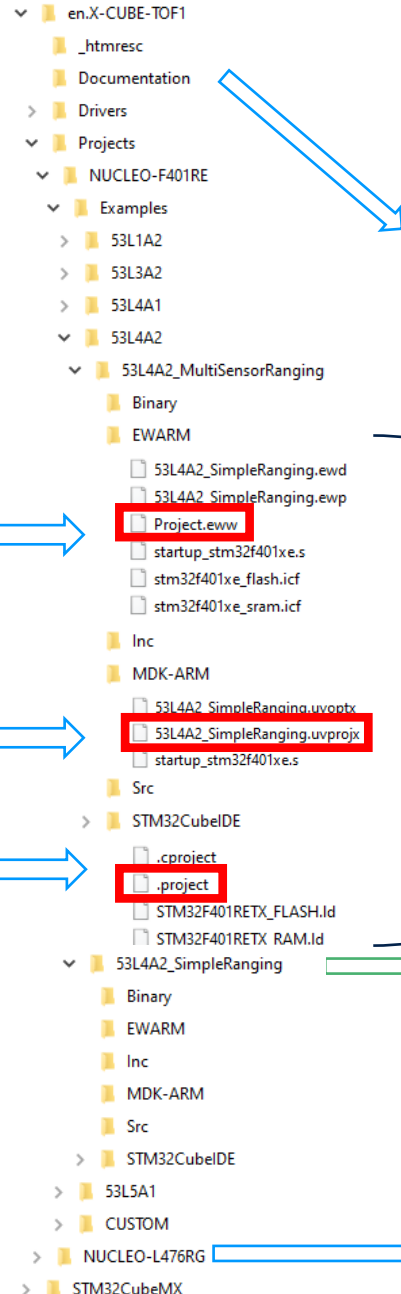 en.X-CUBE-TOF1
_htmresc
Documentation
Drivers
Projects
NUCLEO-F401RE
Examples
53L1A2
53L3A2
53L4A1
53L4A2
53L4A2_MultiSensorRanging
Binary
EWARM
53L4A2_SimpleRanging.ewd
53L4A2_SimpleRanging.ewp
Project.eww
startup_stm32f401xe.s
stm32f401xe_flash.icf
stm32f401xe_sram.icf
Inc
MDK-ARM
53L4A2_SimpleRanging.uvoptx
53L4A2_SimpleRanging.uvprojx
startup_stm32f401xe.s
Src
STM32CubeIDE
.cproject
.project
STM32F401RETX_FLASH.ld
STM32F401RETX_RAM.ld
53L4A2_SimpleRanging
Binary
EWARM
Inc
MDK-ARM
Src
STM32CubeIDE
53L5A1
CUSTOM
NUCLEO-L476RG
STM32CubeMX